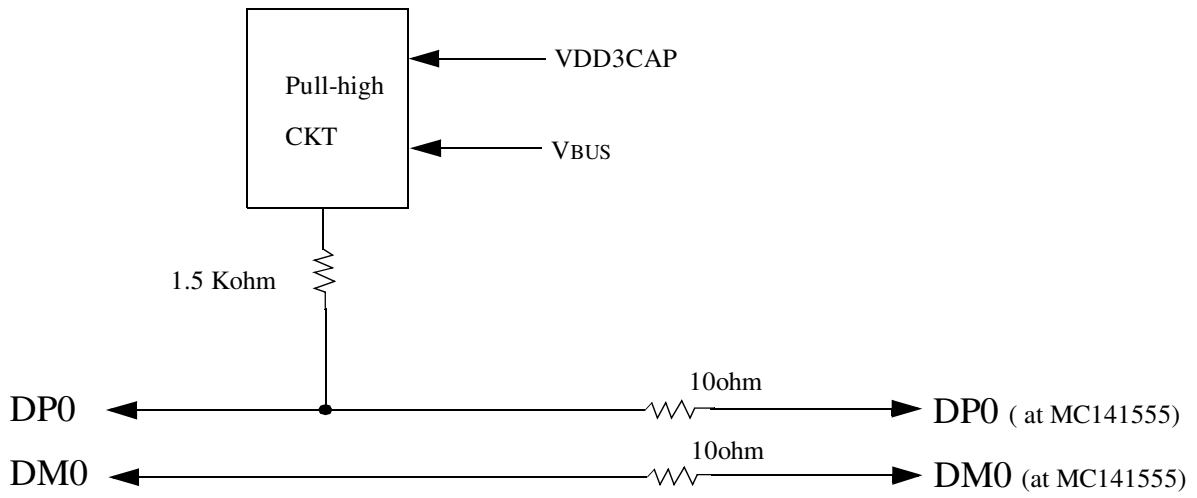 Pull-high
CKT
VDD3CAP
VBUS
1.5 Kohm
10ohm
DP0
DP0 ( at MC141555)
10ohm
DM0
DM0 (at MC141555)